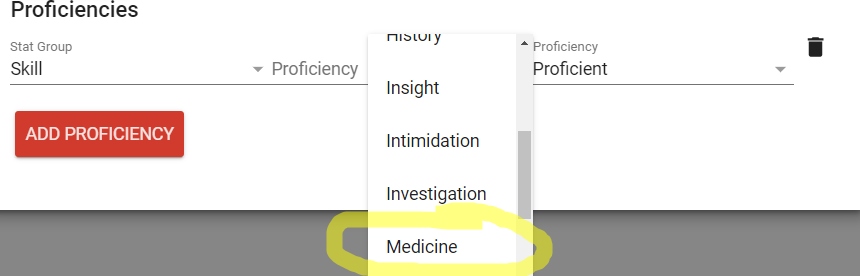 Proficiencies
Stat Group
Skill
Proficiency
History
Insight
Intimidation
Investigation
Medicine
Proficiency
Proficient
ADD PROFICIENCY